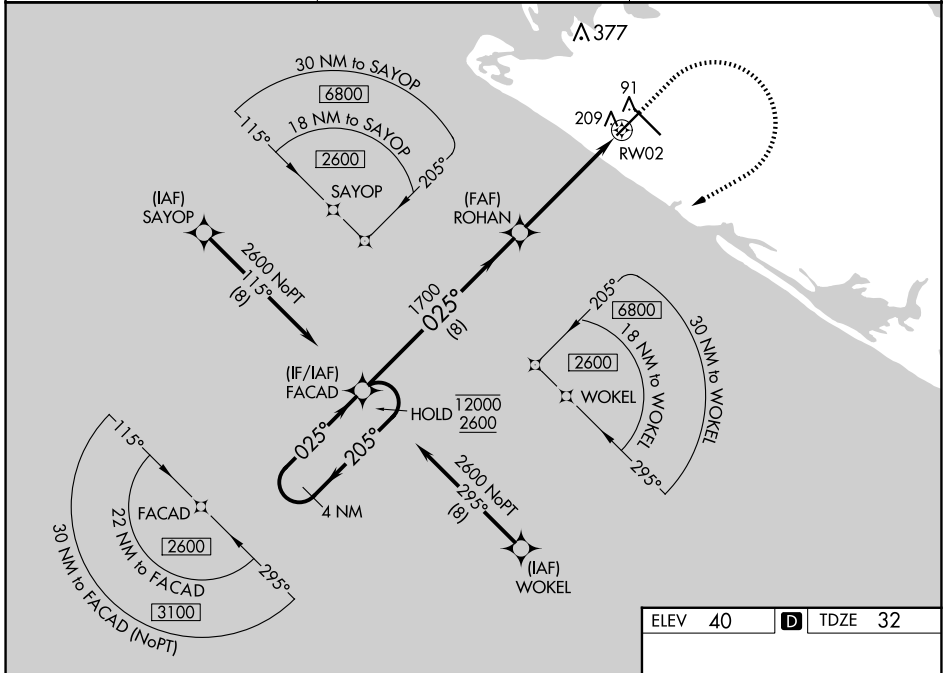 377
30 NM to SAYOP
6800
115°
18 NM to SAYOP
2600
205°
SAYOP
91
209
RW02
(IAF)
SAYOP
2600 NoPT
115°
(8)
(FAF)
ROHAN
1700
025°
(8)
(IF/IAF)
FACAD
HOLD
12000
2600
025°
205°
4 NM
205°
6800
18 NM to WOKEL
30 NM to WOKEL
2600
WOKEL
295°
2600 NoPT
295°
(8)
(IAF)
WOKEL
115°
FACAD
2600
22 NM to FACAD
295°
3100
30 NM to FACAD (NoPT)
ELEV 40 D TDZE 32